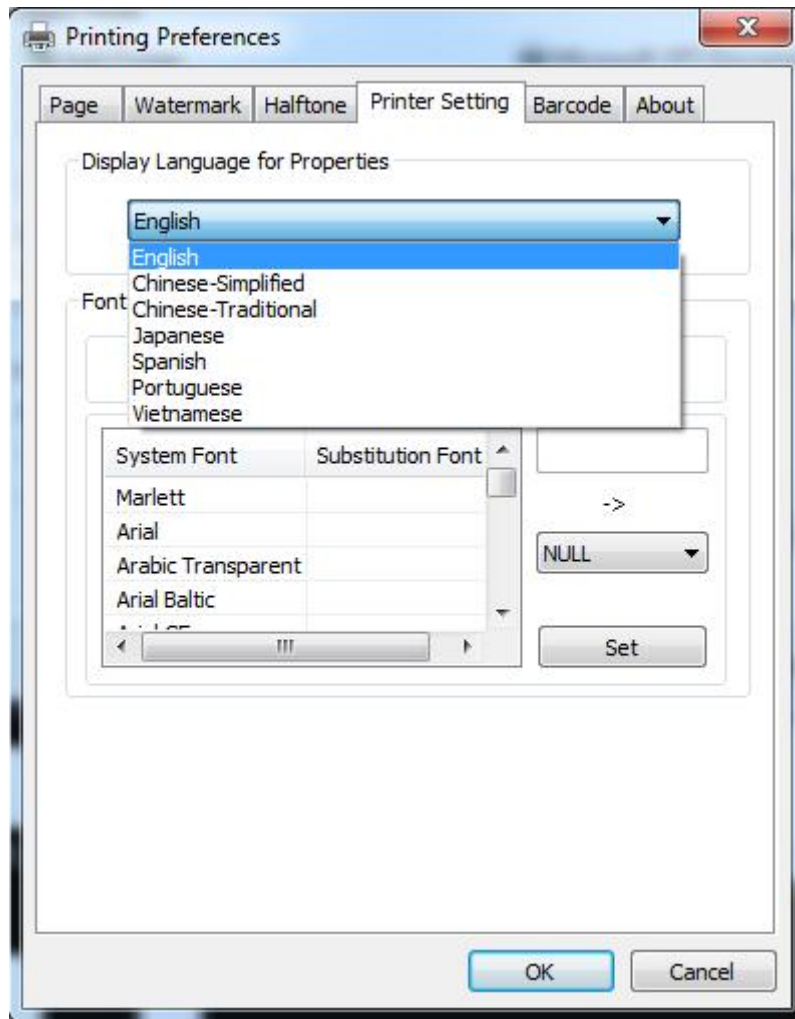 Printing Preferences
Page Watermark Halftone Printer Setting Barcode About
Display Language for Properties
English
English
Chinese-Simplified
Chinese-Traditional
Japanese
Spanish
Portuguese
Vietnamese
Font
System Font Substitution Font
Marlett
Arial
Arabic Transparent
Arial Baltic
->
NULL
Set
OK Cancel